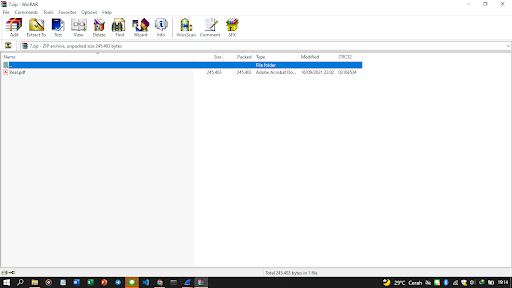 7.zip - WinRAR
File Commands Tools Favorites Options Help
Add Extract To Test View Delete Find Wizard Info VirusScan Comment SFX
7.zip - ZIP archive, unpacked size 245.403 bytes
Name Size Packed Type Modified CRC32
.. File folder
245.403 245.403 Adobe Acrobat Do... 16/09/2021 22:02
Total 245.403 bytes in 1 file
29°C Cerah 19:14